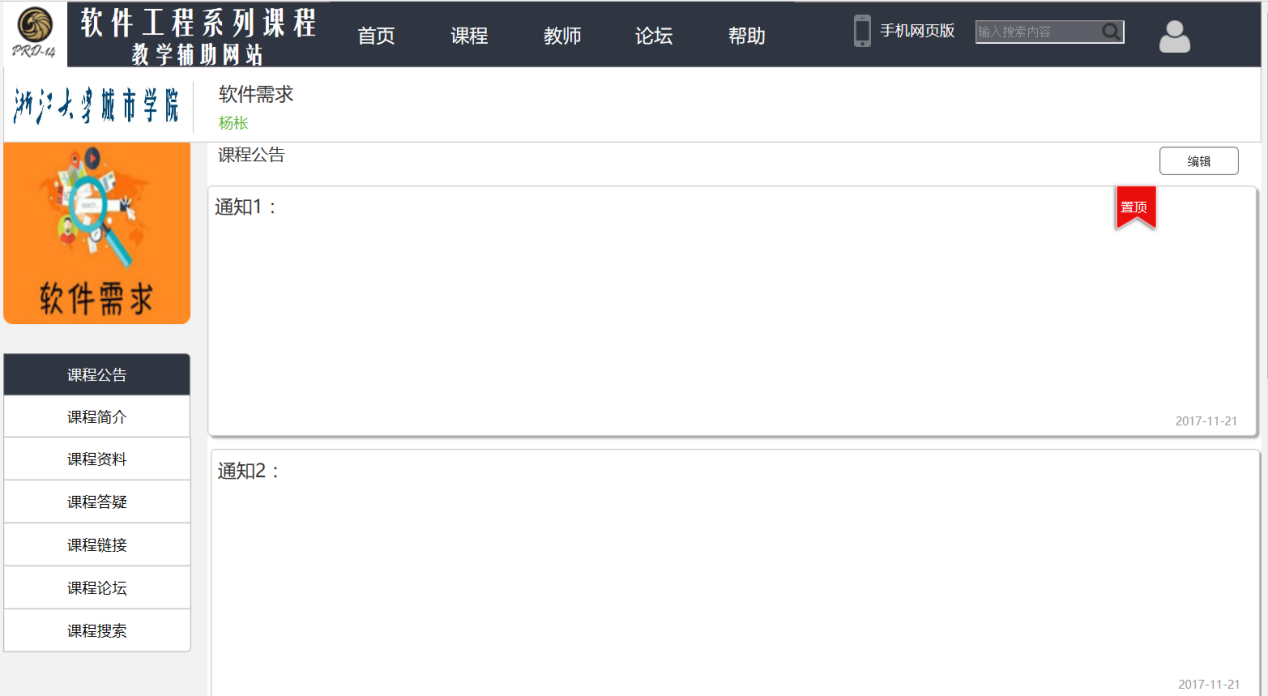 PRD-14
软件工程系列课程
教学辅助网站
首页
课程
教师
论坛
帮助
手机网页版
输入搜索内容
浙江大学城市学院
软件需求
杨枨
课程公告
编辑
软件需求
通知1：
置顶
2017-11-21
课程公告
课程简介
课程资料
课程答疑
课程链接
课程论坛
课程搜索
通知2：
2017-11-21